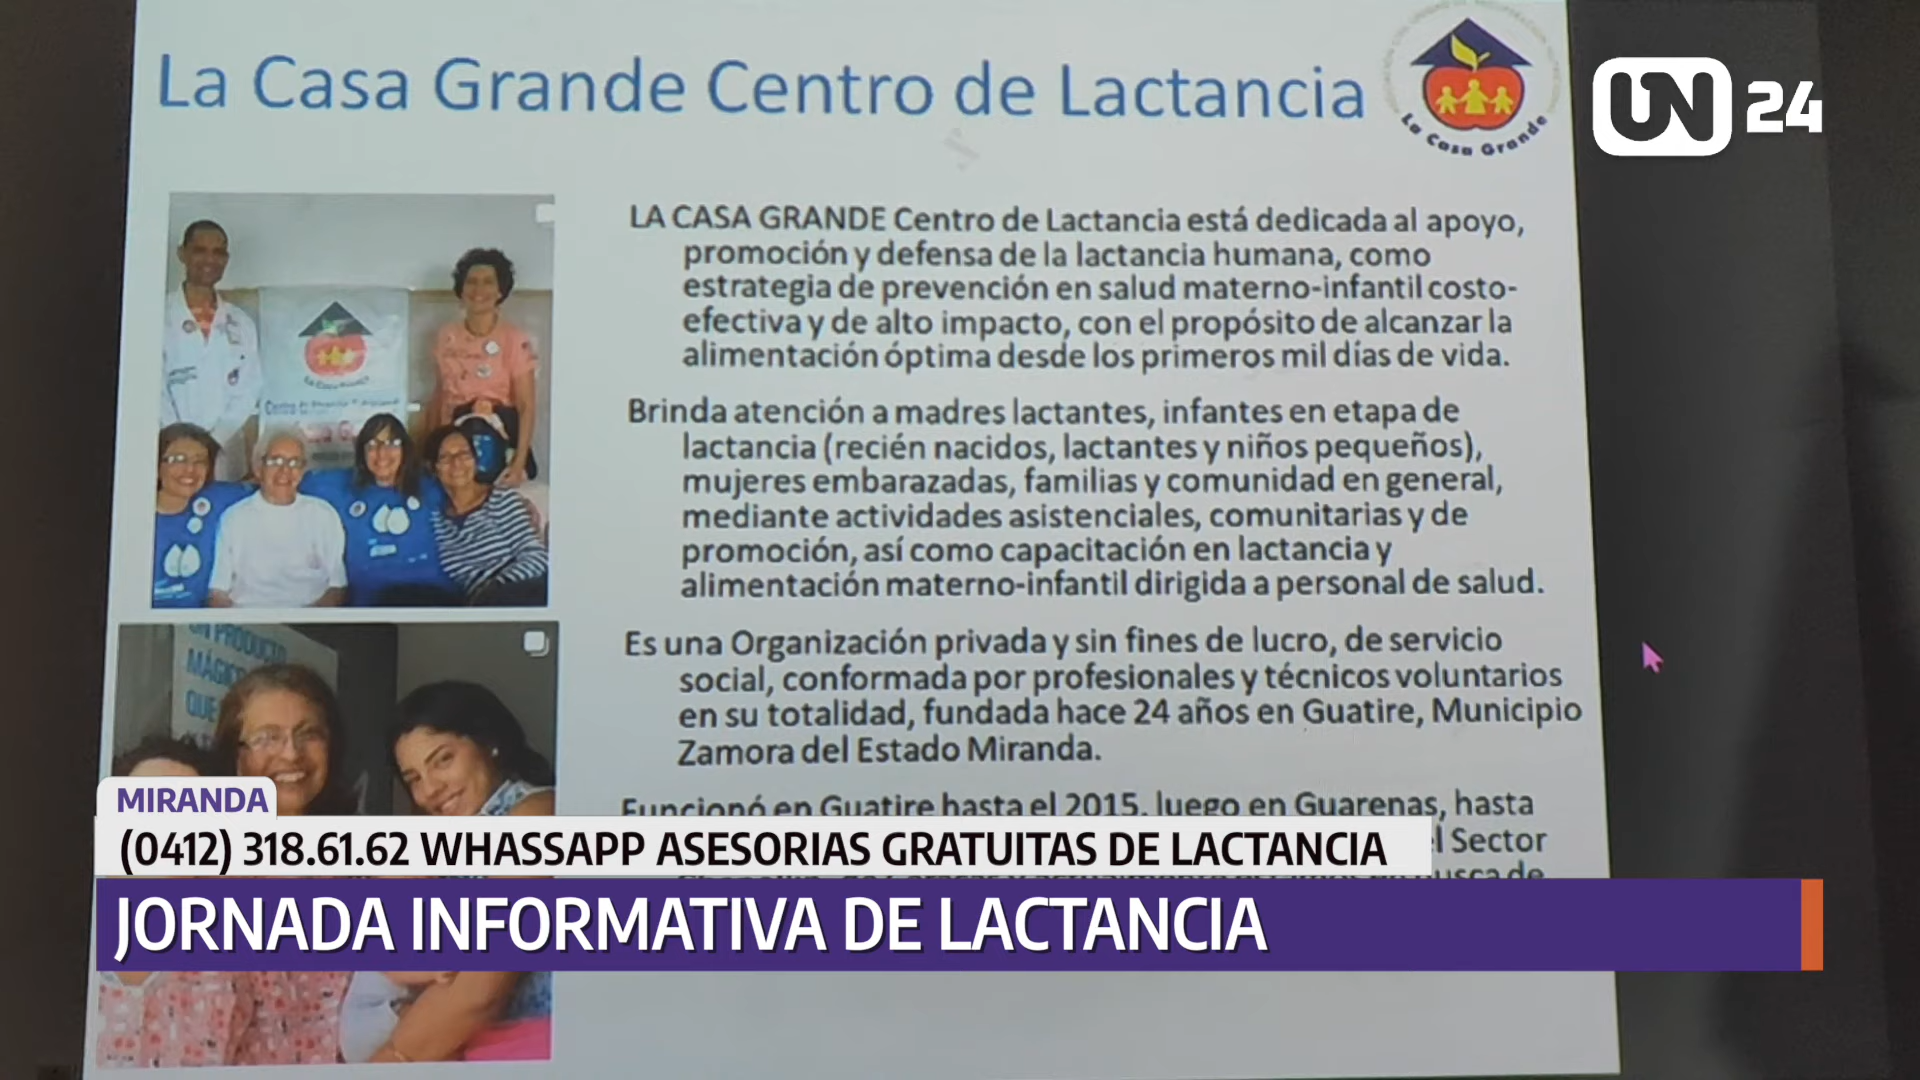 La Casa Grande Centro de Lactancia
La Casa Grande
UN 24
LA CASA GRANDE Centro de Lactancia está dedicada al apoyo,
promoción y defensa de la lactancia humana, como
estrategia de prevención en salud materno-infantil costo-
efectiva y de alto impacto, con el propósito de alcanzar la
alimentación óptima desde los primeros mil días de vida.
Brinda atención a madres lactantes, infantes en etapa de
lactancia (recién nacidos, lactantes y niños pequeños),
mujeres embarazadas, familias y comunidad en general,
mediante actividades asistenciales, comunitarias y de
promoción, así como capacitación en lactancia y
alimentación materno-infantil dirigida a personal de salud.
Es una Organización privada y sin fines de lucro, de servicio
social, conformada por profesionales y técnicos voluntarios
en su totalidad, fundada hace 24 años en Guatire, Municipio
Zamora del Estado Miranda.
Funcionó en Guatire hasta el 2015, luego en Guarenas, hasta
Sector
de
La Casa Grande
PRODUCTO
MIRANDA
(0412) 318.61.62 WHASSAPP ASESORIAS GRATUITAS DE LACTANCIA
JORNADA INFORMATIVA DE LACTANCIA